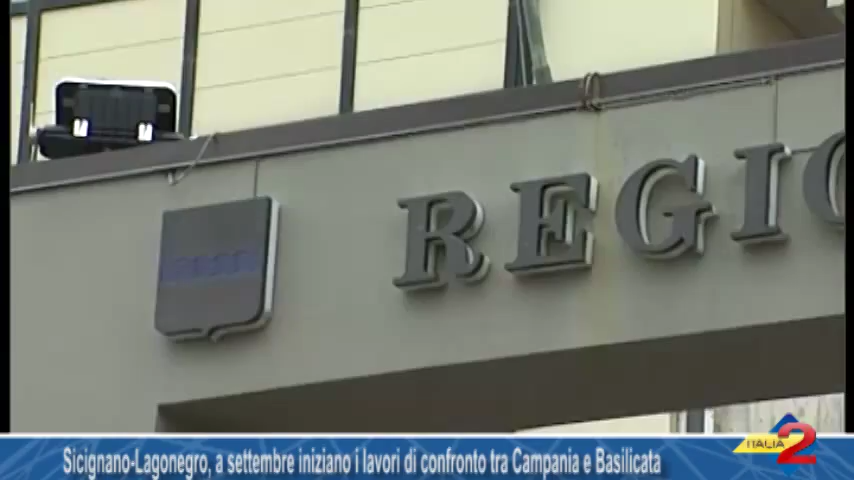 REGIO
Sicignano-Lagonegro, a settembre iniziano i lavori di confronto tra Campania e Basilicata
ITALIA 2